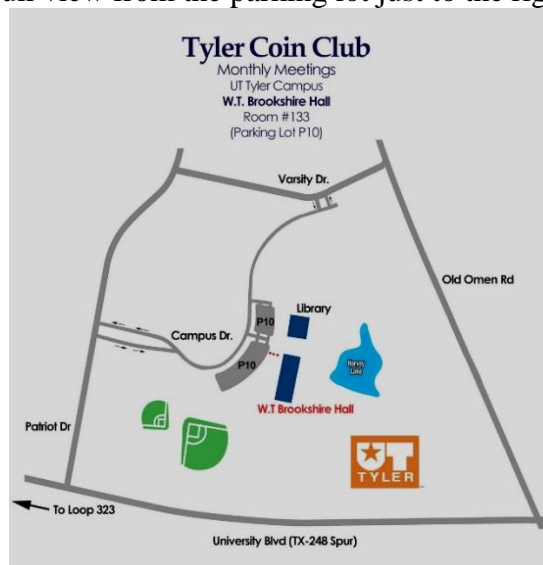 Tyler Coin Club
Monthly Meetings
UT Tyler Campus
W.T. Brookshire Hall
Room #133
(Parking Lot P10)
Varsity Dr.
Old Omen Rd
Library
P10
Campus Dr.
P10
Harvey
Lake
W.T Brookshire Hall
Patriot Dr
UT
TYLER
To Loop 323
University Blvd (TX-248 Spur)